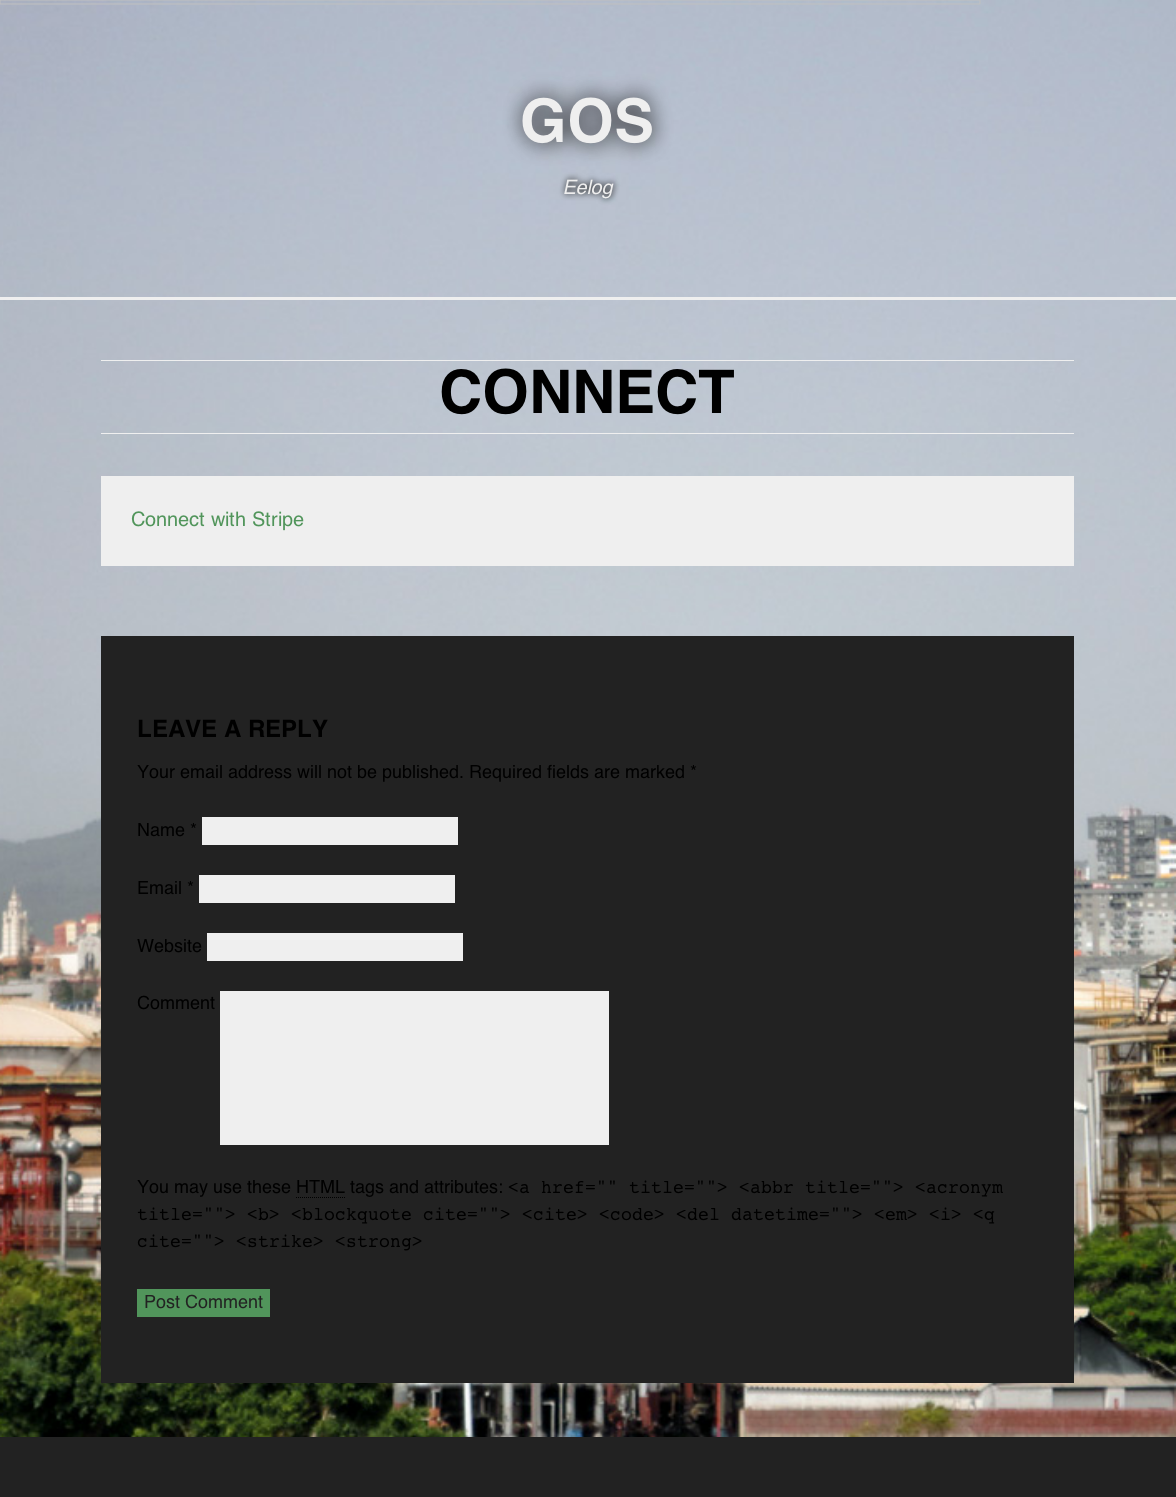 GOS
Eelog
CONNECT
Connect with Stripe
LEAVE A REPLY
Your email address will not be published. Required fields are marked *
Name *
Email *
Website
Comment
You may use these HTML tags and attributes: <a href="" title=""> <abbr title=""> <acronym
title=""> <b> <blockquote cite=""> <cite> <code> <del datetime=""> <em> <i> <q
cite=""> <strike> <strong>
Post Comment